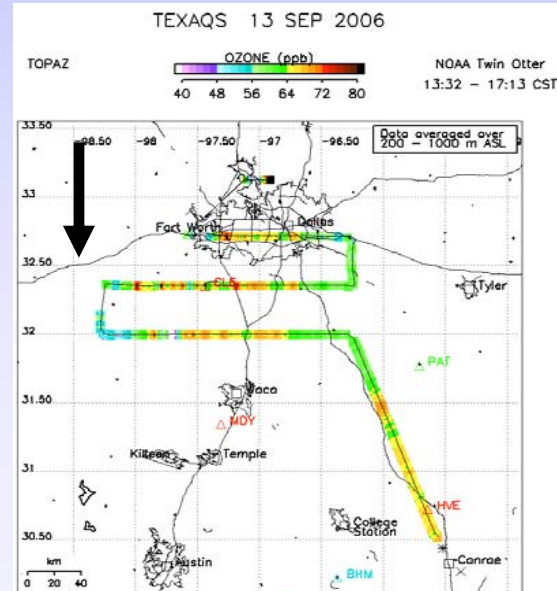 TEXAQS 13 SEP 2006
TOPAZ
OZONE (ppb)
40 48 56 64 72 80
NOAA Twin Otter
13:32 – 17:13 CST
33.50
-98.50 -98 -97.50 -97 -96.50
Data averaged over
200 – 1000 m ASL
33
Fort Worth
Dallas
32.50
CLE
Tyler
32
PAT
Waco
31.50
MDY
Killeen
Temple
31
HVE
College
Station
30.50
Austin
Conroe
km
0 20 40
BHM